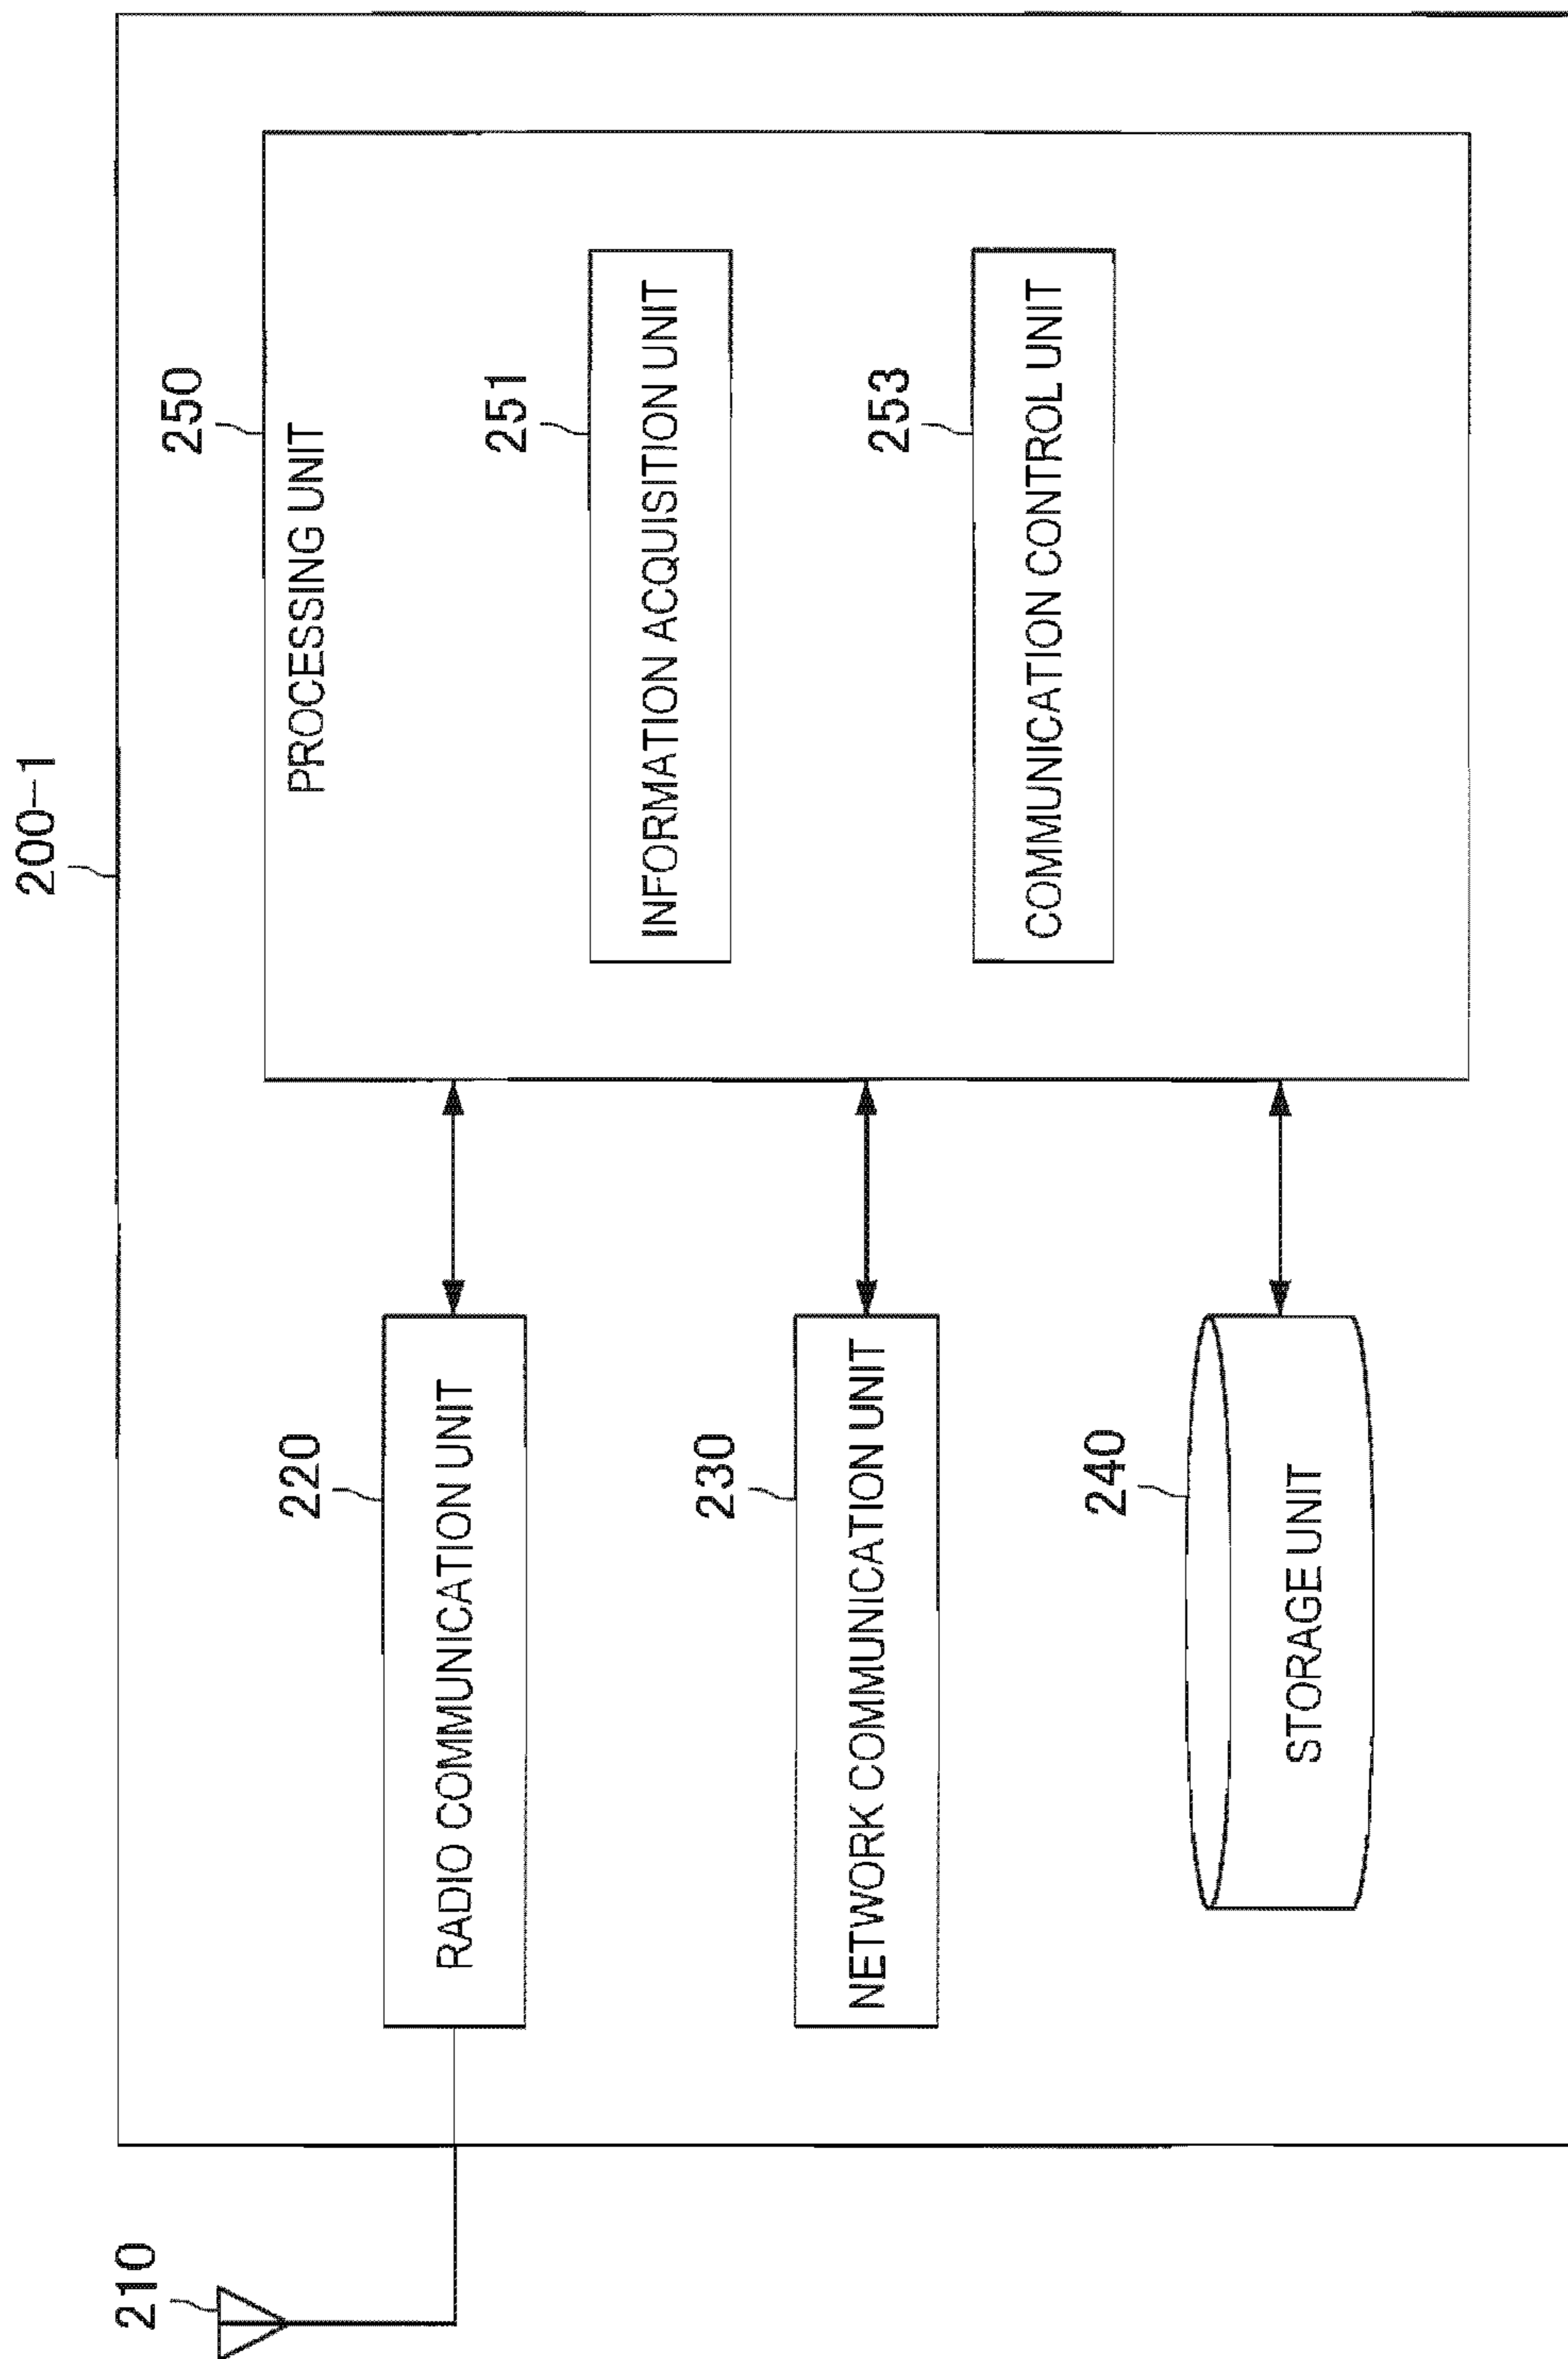 200-1
210
220
RADIO COMMUNICATION UNIT
230
NETWORK COMMUNICATION UNIT
240
STORAGE UNIT
250
PROCESSING UNIT
251
INFORMATION ACQUISITION UNIT
253
COMMUNICATION CONTROL UNIT